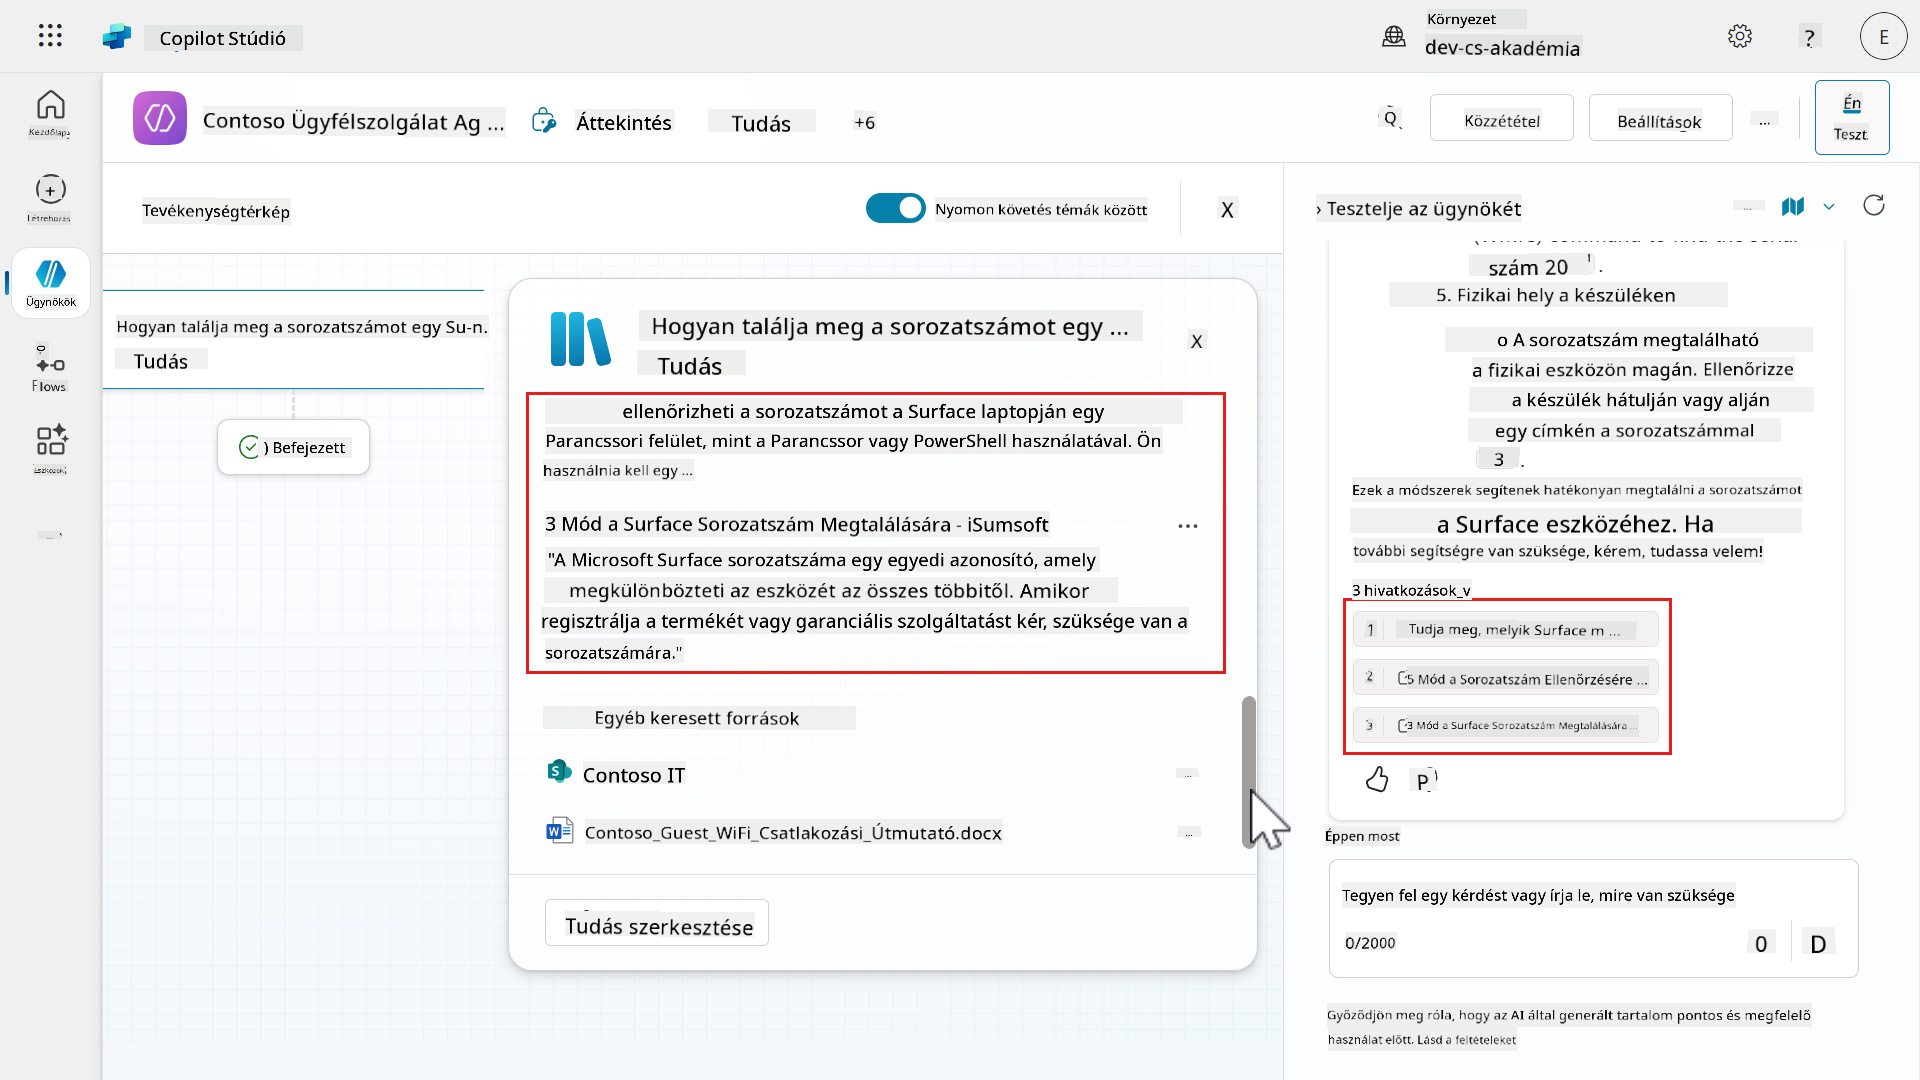 Copilot Stúdió
Környezet
dev-cs-akadémia
?
E
Kezdőlap
Létrehozás
Ügynökök
Flows
Contoso Ügyfélszolgálat Ag ...
Áttekintés
Tudás
+6
Q
Közzététel
Beállítások
...
Én
Teszt
Tevékenységtérkép
Nyomon követés témák között
X
Hogyan találja meg a sorozatszámot egy Su-n.
Tudás
) Befejezett
Hogyan találja meg a sorozatszámot egy ...
Tudás
X
ellenőrizheti a sorozatszámot a Surface laptopján egy
Parancssori felület, mint a Parancssor vagy PowerShell használatával. Ön
használnia kell egy ...
3 Mód a Surface Sorozatszám Megtalálására - iSumsoft
...
"A Microsoft Surface sorozatszáma egy egyedi azonosító, amely
megkülönbözteti az eszközét az összes többitől. Amikor
regisztrálja a termékét vagy garanciális szolgáltatást kér, szüksége van a
sorozatszámára."
Egyéb keresett források
Contoso IT
...
Contoso_Guest_WiFi_Csatlakozási_Útmutató.docx
...
Tudás szerkesztése
› Tesztelje az ügynökét
...
szám 20 1 .
5. Fizikai hely a készüléken
o A sorozatszám megtalálható
a fizikai eszközön magán. Ellenőrizze
a készülék hátulján vagy alján
egy címkén a sorozatszámmal
3 .
Ezek a módszerek segítenek hatékonyan megtalálni a sorozatszámot
a Surface eszközéhez. Ha
további segítségre van szüksége, kérem, tudassa velem!
3 hivatkozások_v
1 Tudja meg, melyik Surface m ...
2 5 Mód a Sorozatszám Ellenőrzésére ...
3 3 Mód a Surface Sorozatszám Megtalálására ...
P
Éppen most
Tegyen fel egy kérdést vagy írja le, mire van szüksége
0/2000
0
D
Győződjön meg róla, hogy az AI által generált tartalom pontos és megfelelő
használat előtt. Lásd a feltételeket